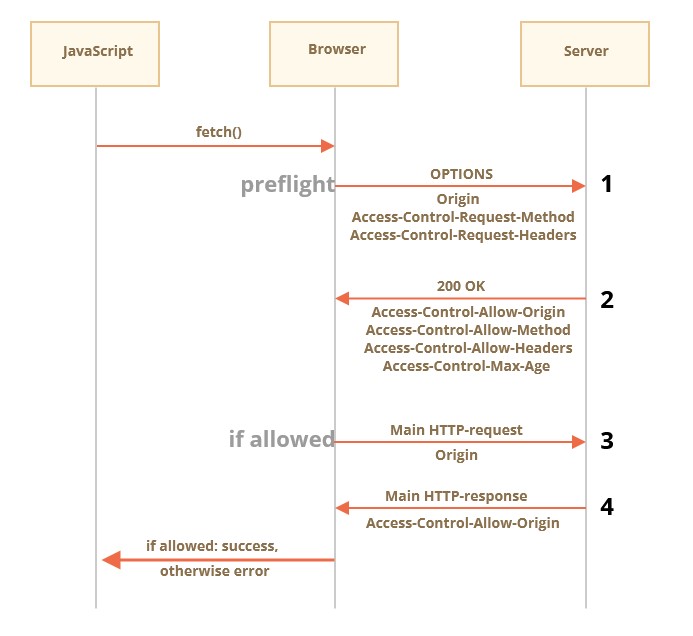 JavaScript
Browser
Server
fetch()
preflight
OPTIONS
1
Origin
Access-Control-Request-Method
Access-Control-Request-Headers
200 OK
2
Access-Control-Allow-Origin
Access-Control-Allow-Method
Access-Control-Allow-Headers
Access-Control-Max-Age
if allowed
Main HTTP-request
3
Origin
Main HTTP-response
4
Access-Control-Allow-Origin
if allowed: success,
otherwise error